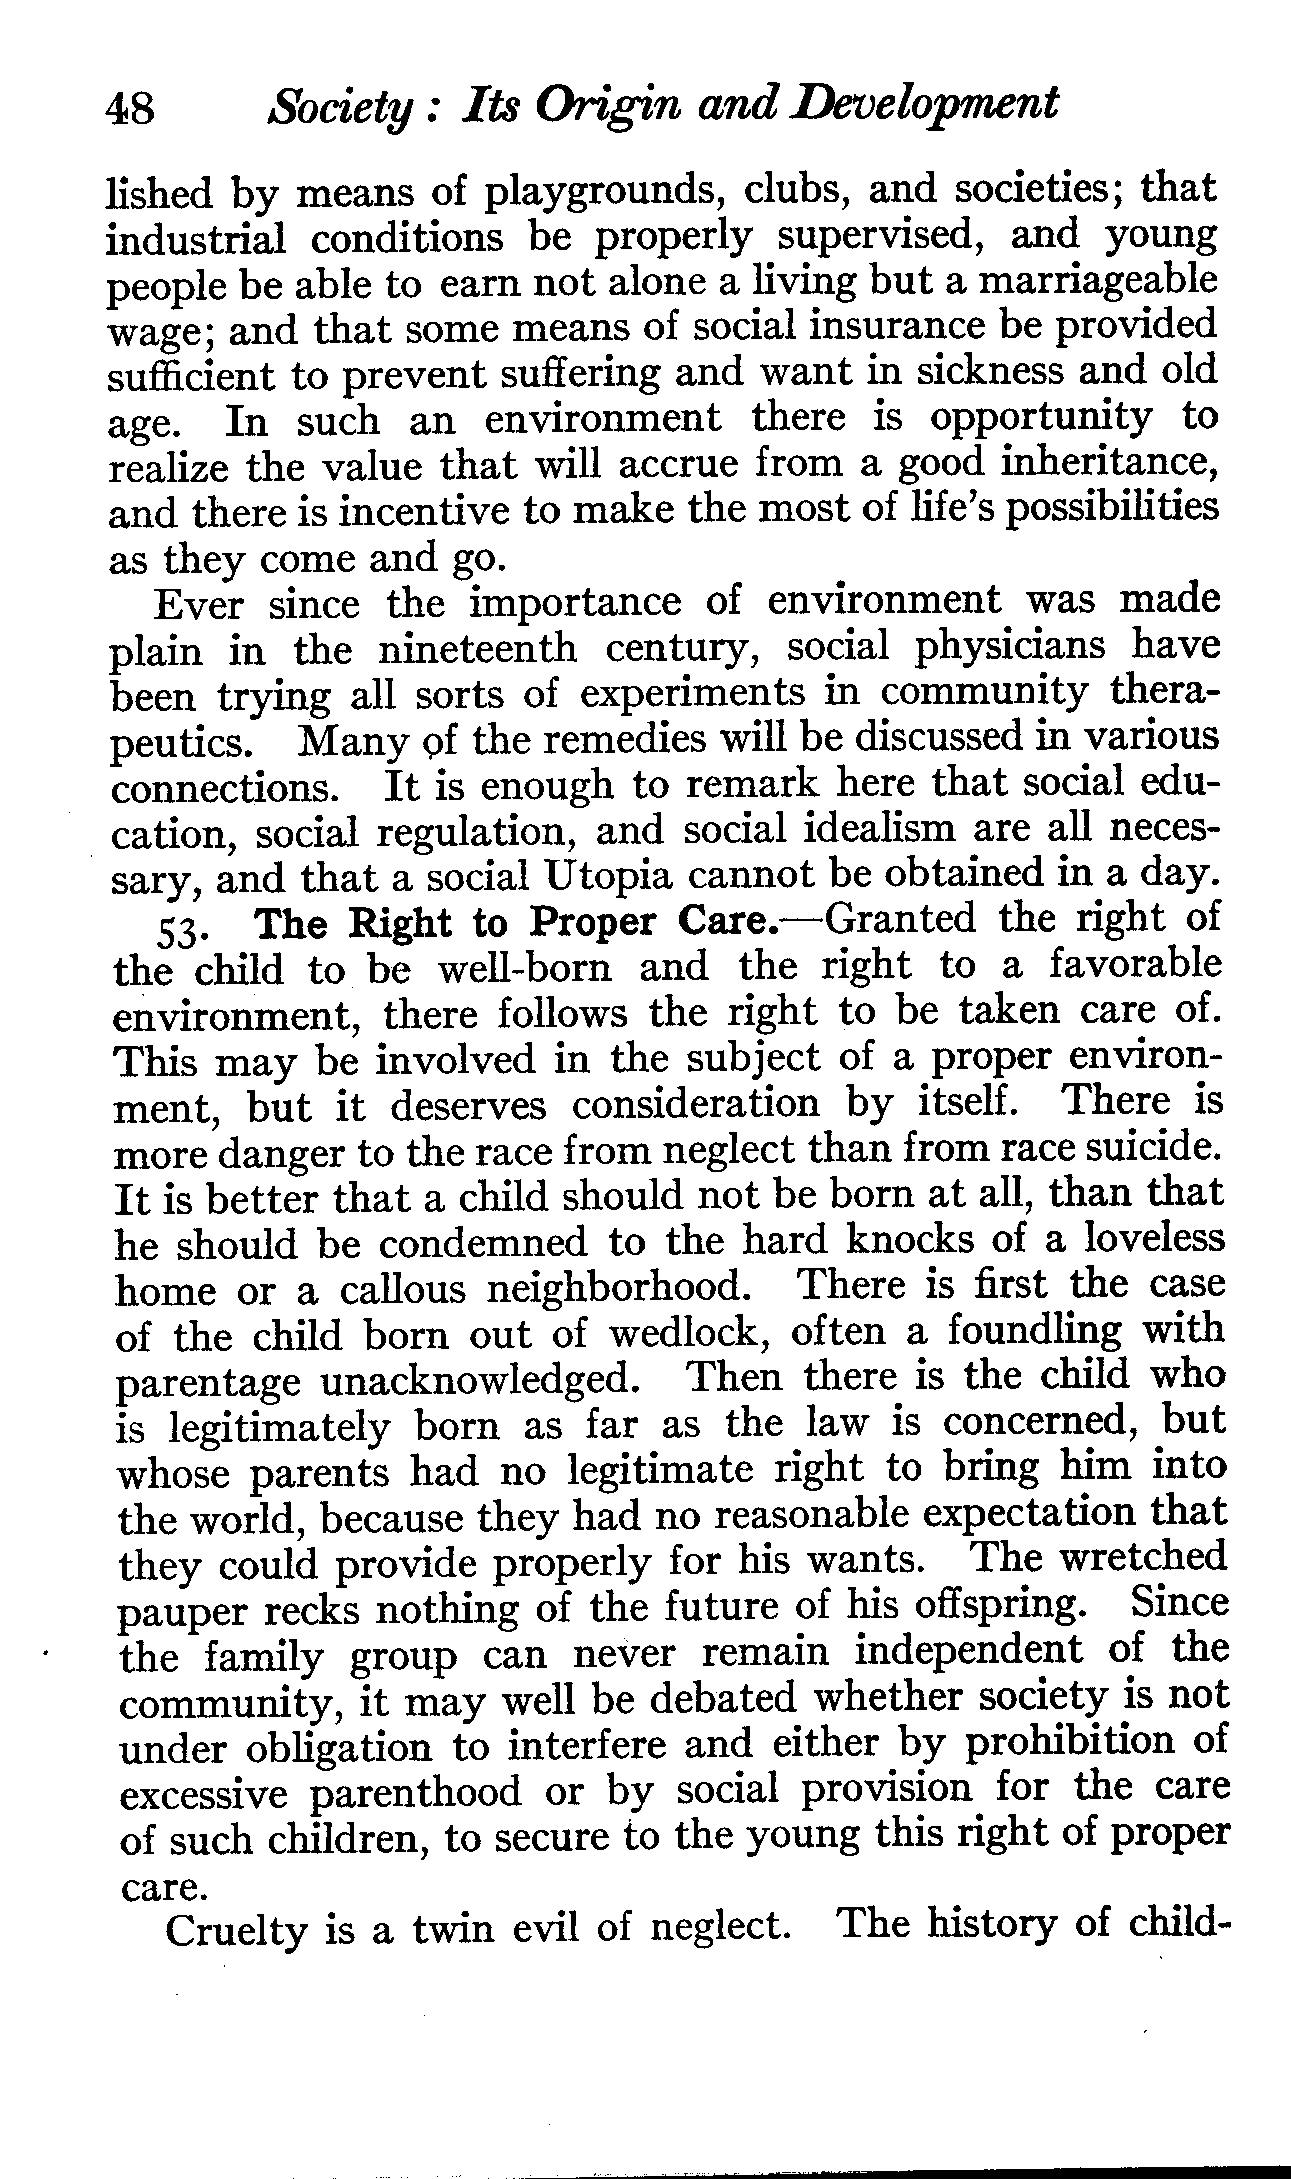 48 Society : Its Origin and Development
lished by means of playgrounds, clubs, and societies; that
industrial conditions be properly supervised, and young
people be able to earn not alone a living but a marriageable
wage; and that some means of social insurance be provided
sufficient to prevent suffering and want in sickness and old
age. In such an environment there is opportunity to
realize the value that will accrue from a good inheritance,
and there is incentive to make the most of life's possibilities
as they come and go.
Ever since the importance of environment was made
plain in the nineteenth century, social physicians have
been trying all sorts of experiments in community thera-
peutics. Many of the remedies will be discussed in various
connections. It is enough to remark here that social edu-
cation, social regulation, and social idealism are all neces-
sary, and that a social Utopia cannot be obtained in a day.
53. The Right to Proper Care.—Granted the right of
the child to be well-born and the right to a favorable
environment, there follows the right to be taken care of.
This may be involved in the subject of a proper environ-
ment, but it deserves consideration by itself. There is
more danger to the race from neglect than from race suicide.
It is better that a child should not be born at all, than that
he should be condemned to the hard knocks of a loveless
home or a callous neighborhood. There is first the case
of the child born out of wedlock, often a foundling with
parentage unacknowledged. Then there is the child who
is legitimately born as far as the law is concerned, but
whose parents had no legitimate right to bring him into
the world, because they had no reasonable expectation that
they could provide properly for his wants. The wretched
pauper recks nothing of the future of his offspring. Since
the family group can never remain independent of the
community, it may well be debated whether society is not
under obligation to interfere and either by prohibition of
excessive parenthood or by social provision for the care
of such children, to secure to the young this right of proper
care.
Cruelty is a twin evil of neglect. The history of child-